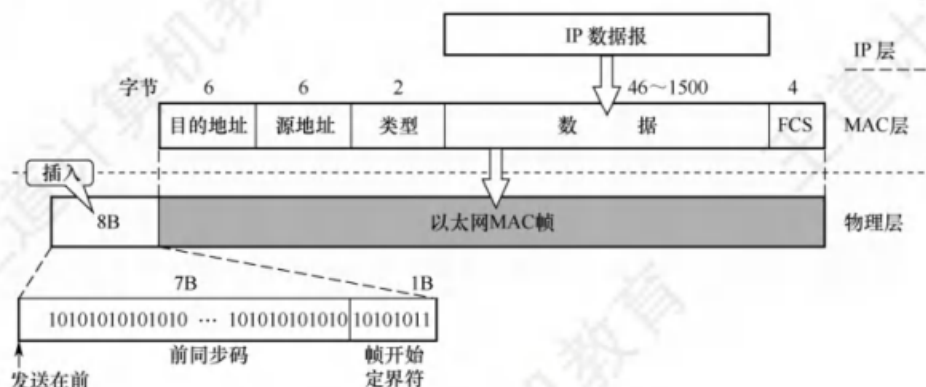 IP 数据报
IP 层
字节 6 6 2 46～1500 4
目的地址 源地址 类型 数 据 FCS MAC层
插入
8B 以太网MAC帧 物理层
7B 1B
10101010101010 … 101010101010 10101011
前同步码 帧开始
定界符
发送在前